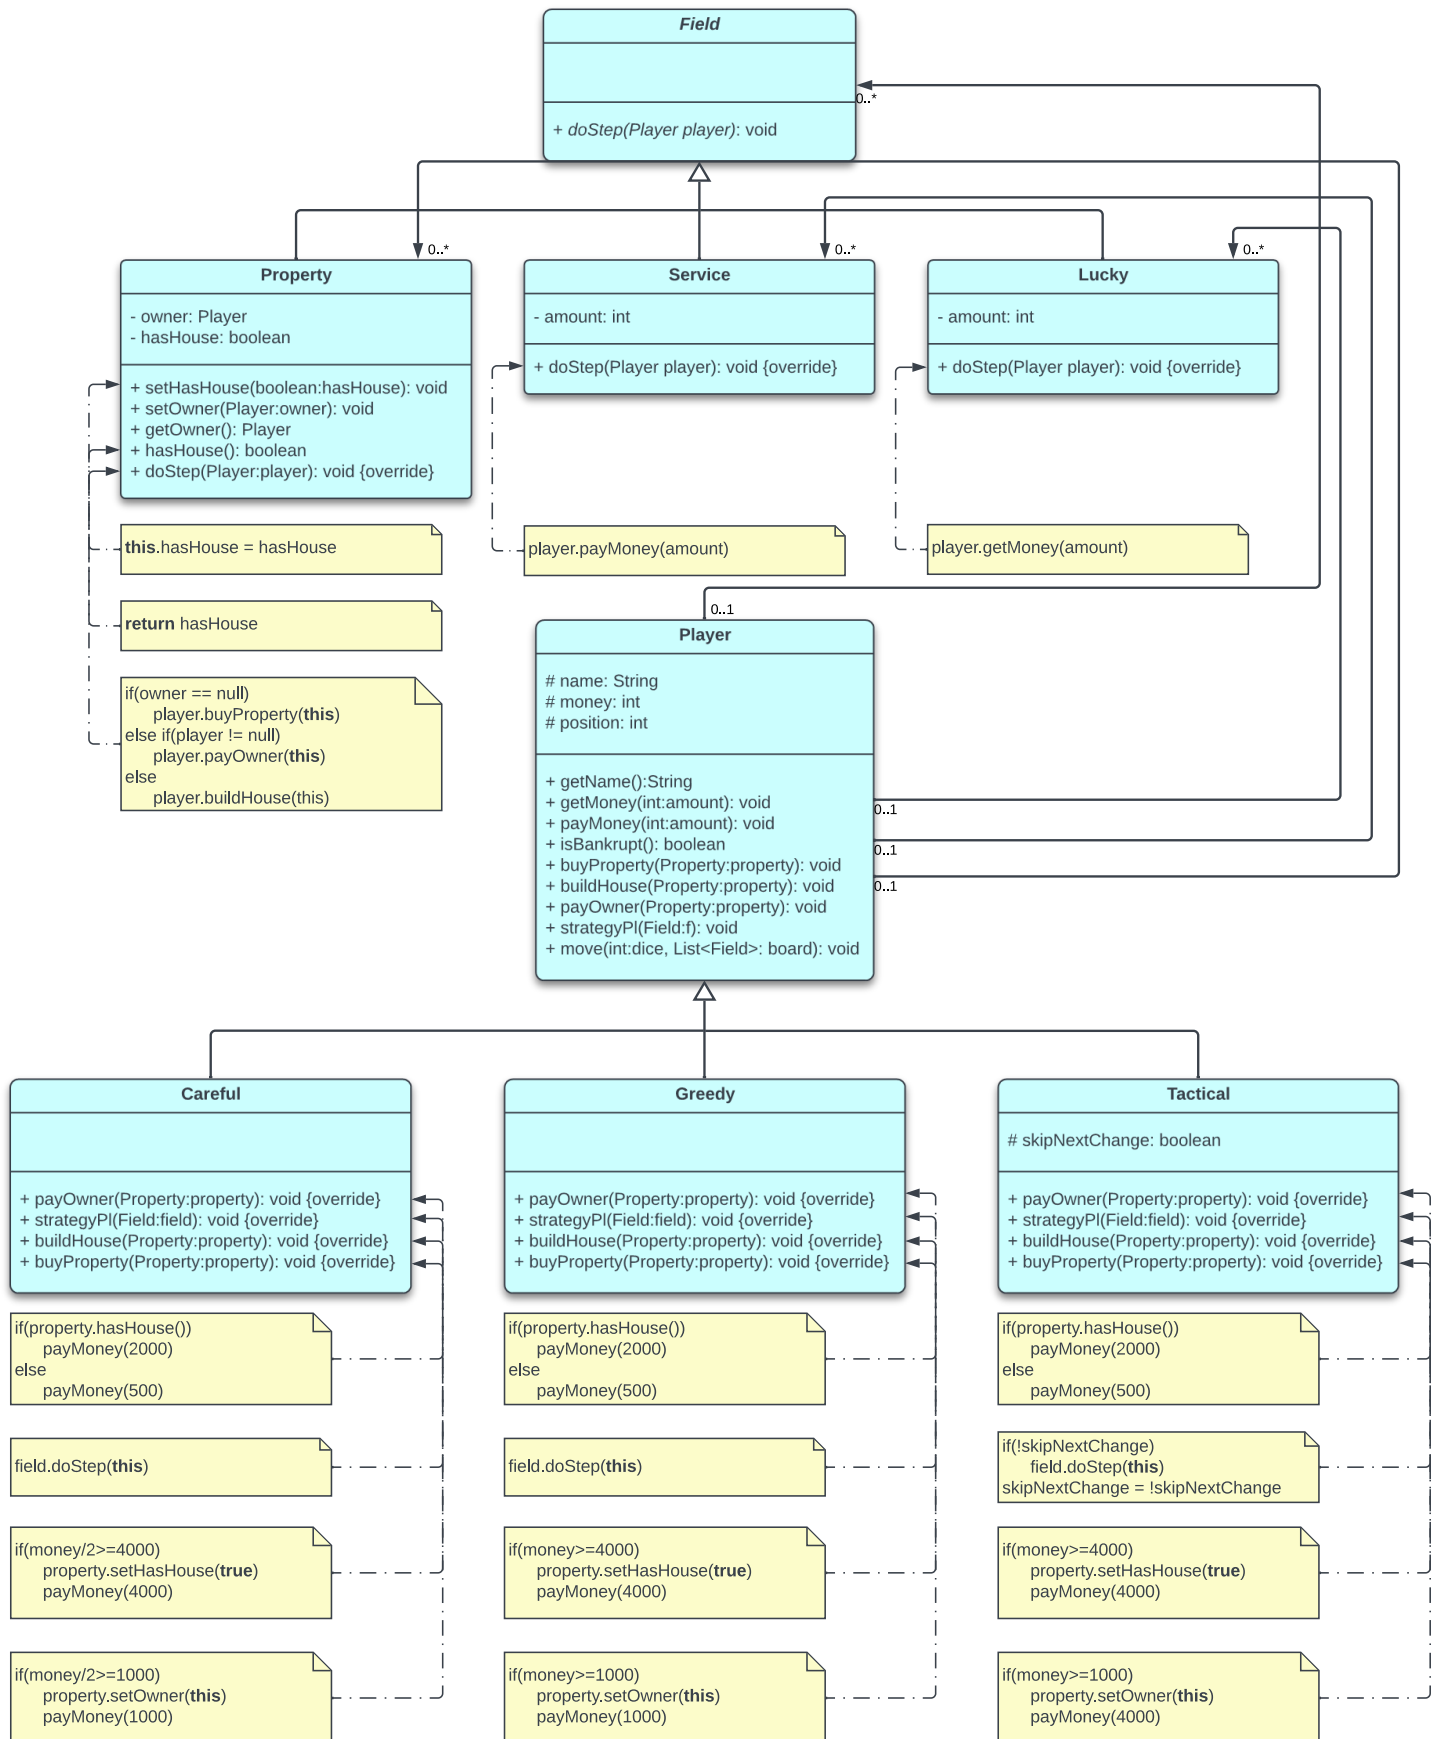 Field
0..*
+ doStep(Player player): void
0..*
0..*
0..*
Property
- owner: Player
- hasHouse: boolean
+ setHasHouse(boolean:hasHouse): void
+ setOwner(Player:owner): void
+ getOwner(): Player
+ hasHouse(): boolean
+ doStep(Player:player): void {override}
Service
- amount: int
+ doStep(Player player): void {override}
Lucky
- amount: int
+ doStep(Player player): void {override}
this.hasHouse = hasHouse
return hasHouse
if(owner == null)
player.buyProperty(this)
else if(player != null)
player.payOwner(this)
else
player.buildHouse(this)
player.payMoney(amount)
player.getMoney(amount)
0..1
Player
# name: String
# money: int
# position: int
+ getName():String
+ getMoney(int:amount): void
+ payMoney(int:amount): void
+ isBankrupt(): boolean
+ buyProperty(Property:property): void
+ buildHouse(Property:property): void
+ payOwner(Property:property): void
+ strategyPl(Field:f): void
+ move(int:dice, List<Field>: board): void
0..1
0..1
0..1
Careful
+ payOwner(Property:property): void {override}
+ strategyPl(Field:field): void {override}
+ buildHouse(Property:property): void {override}
+ buyProperty(Property:property): void {override}
if(property.hasHouse())
payMoney(2000)
else
payMoney(500)
field.doStep(this)
if(money/2>=4000)
property.setHasHouse(true)
payMoney(4000)
if(money/2>=1000)
property.setOwner(this)
payMoney(1000)
Greedy
+ payOwner(Property:property): void {override}
+ strategyPl(Field:field): void {override}
+ buildHouse(Property:property): void {override}
+ buyProperty(Property:property): void {override}
if(property.hasHouse())
payMoney(2000)
else
payMoney(500)
field.doStep(this)
if(money>=4000)
property.setHasHouse(true)
payMoney(4000)
if(money>=1000)
property.setOwner(this)
payMoney(1000)
Tactical
# skipNextChange: boolean
+ payOwner(Property:property): void {override}
+ strategyPl(Field:field): void {override}
+ buildHouse(Property:property): void {override}
+ buyProperty(Property:property): void {override}
if(property.hasHouse())
payMoney(2000)
else
payMoney(500)
if(!skipNextChange)
field.doStep(this)
skipNextChange = !skipNextChange
if(money>=4000)
property.setHasHouse(true)
payMoney(4000)
if(money>=1000)
property.setOwner(this)
payMoney(4000)